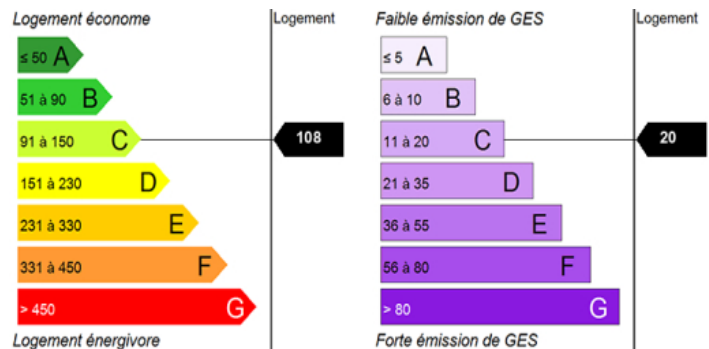 Logement économe
Logement
≤ 50 A
51 à 90 B
91 à 150 C
108
151 à 230 D
231 à 330 E
331 à 450 F
> 450 G
Logement énergivore
Faible émission de GES
Logement
≤ 5 A
6 à 10 B
11 à 20 C
20
21 à 35 D
36 à 55 E
56 à 80 F
> 80 G
Forte émission de GES